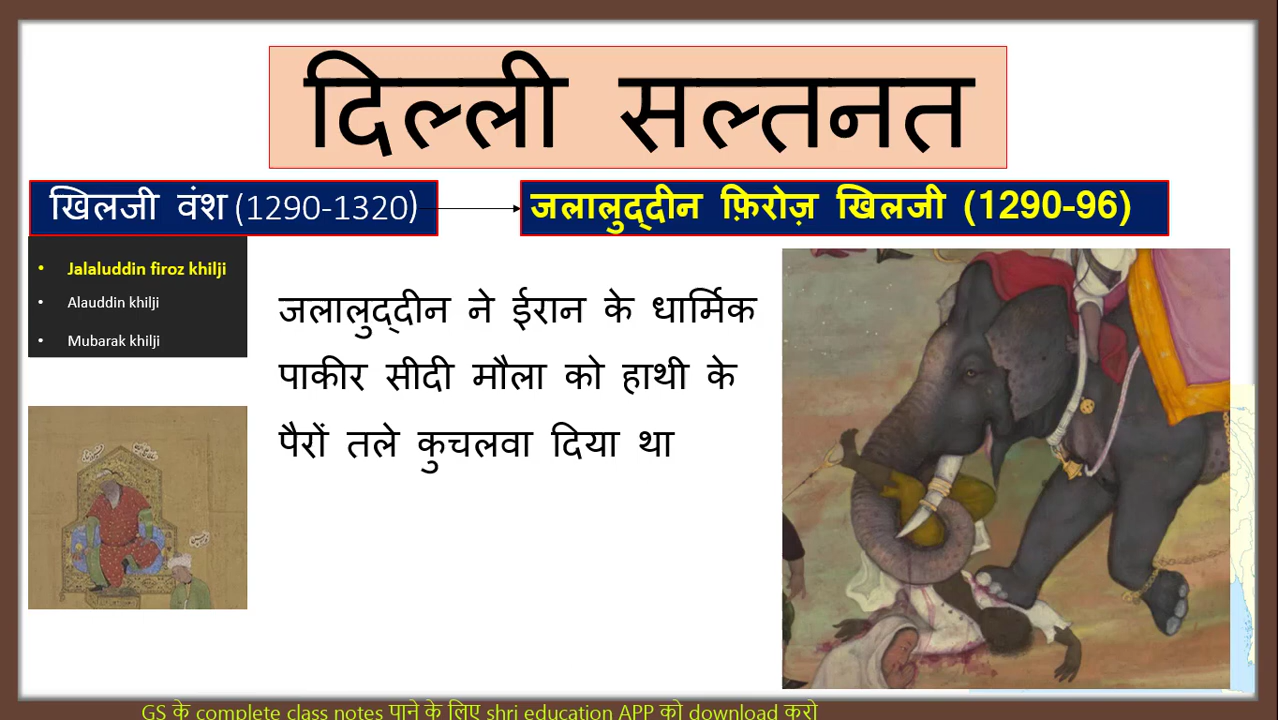 दिल्ली सल्तनत
खिलजी वंश (1290-1320)
जलालुद्दीन फ़िरोज़ खिलजी (1290-96)
• Jalaluddin firoz khilji
• Alauddin khilji
• Mubarak khilji
जलालुद्दीन ने ईरान के धार्मिक
पाकीर सीदी मौला को हाथी के
पैरों तले कुचलवा दिया था
GS के complete class notes पाने के लिए shri education APP को download करो